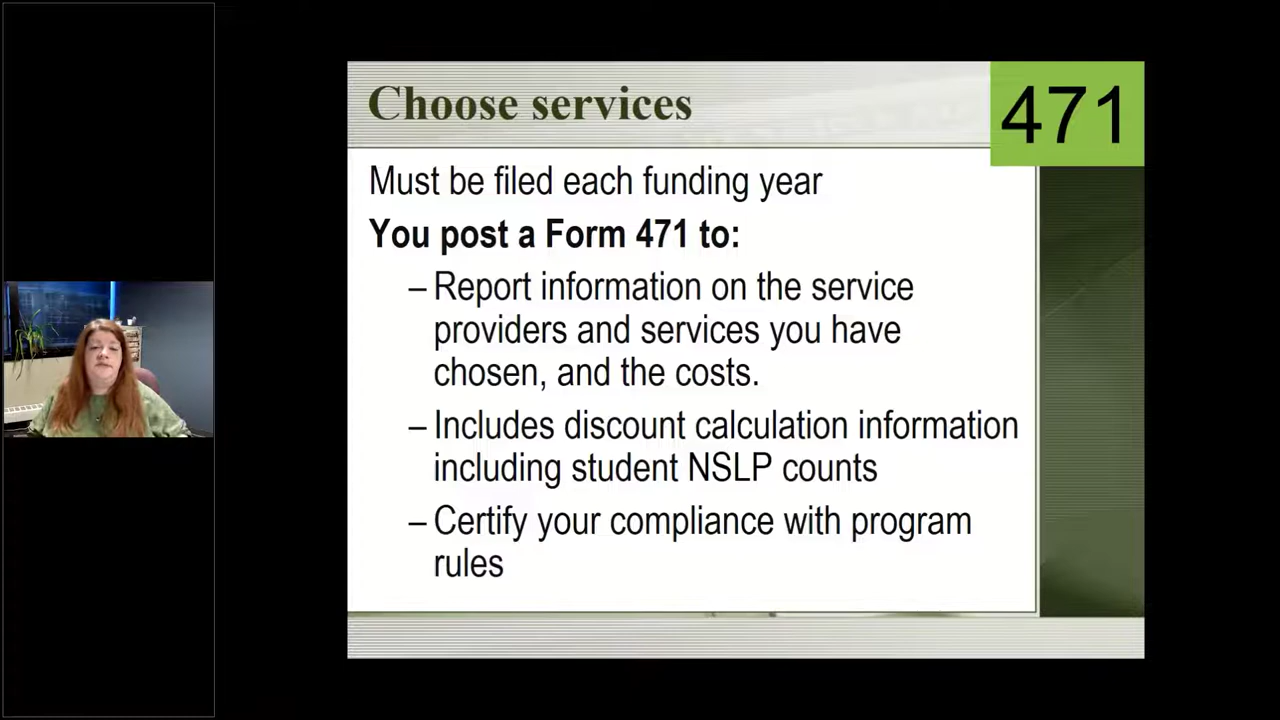 Choose services
471
Must be filed each funding year
You post a Form 471 to:
– Report information on the service
providers and services you have
chosen, and the costs.
– Includes discount calculation information
including student NSLP counts
– Certify your compliance with program
rules